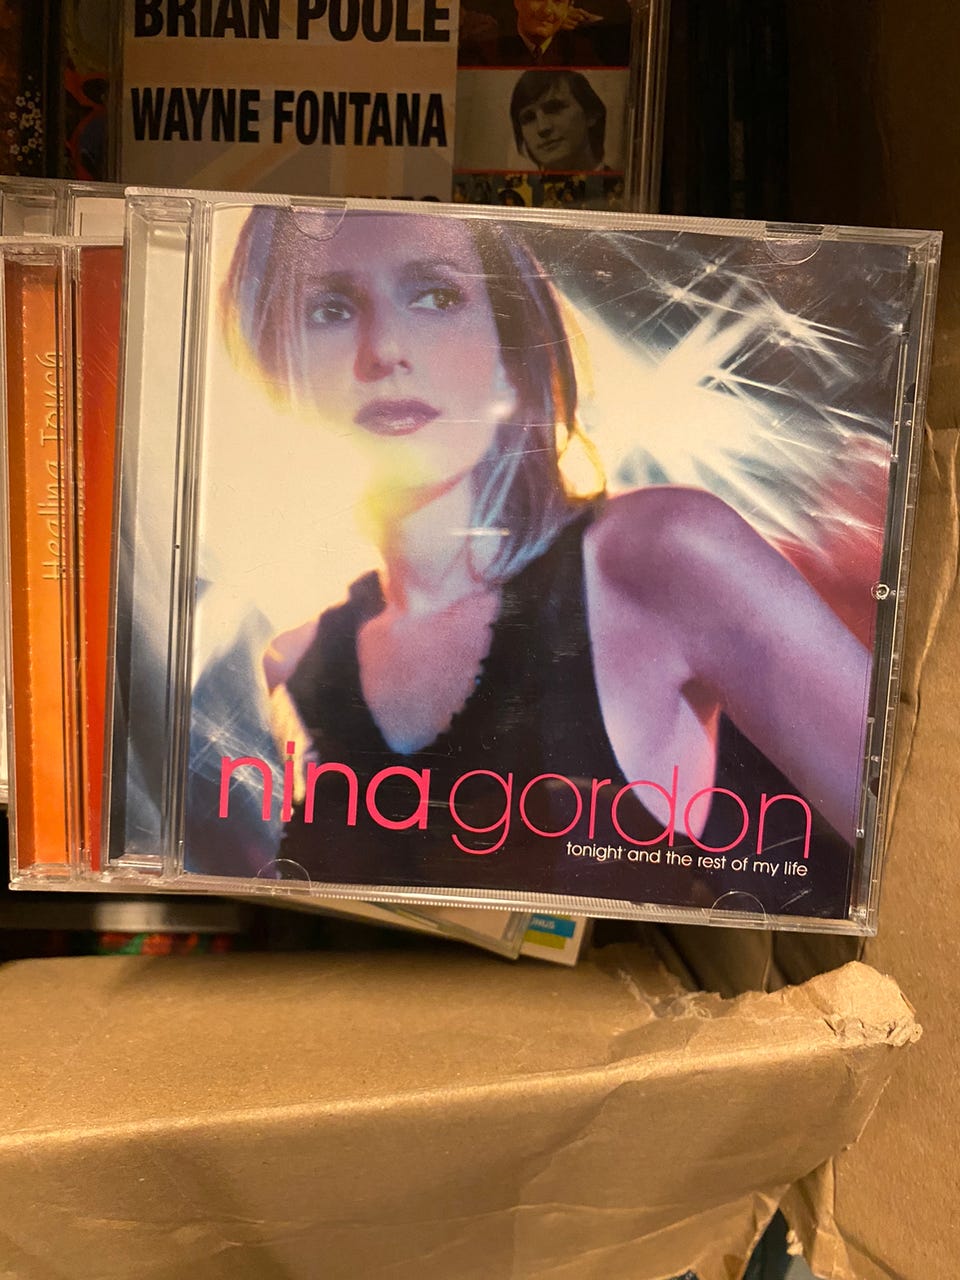 BRIAN POOLE
WAYNE FONTANA
Healing Touch
nina gordon
tonight and the rest of my life